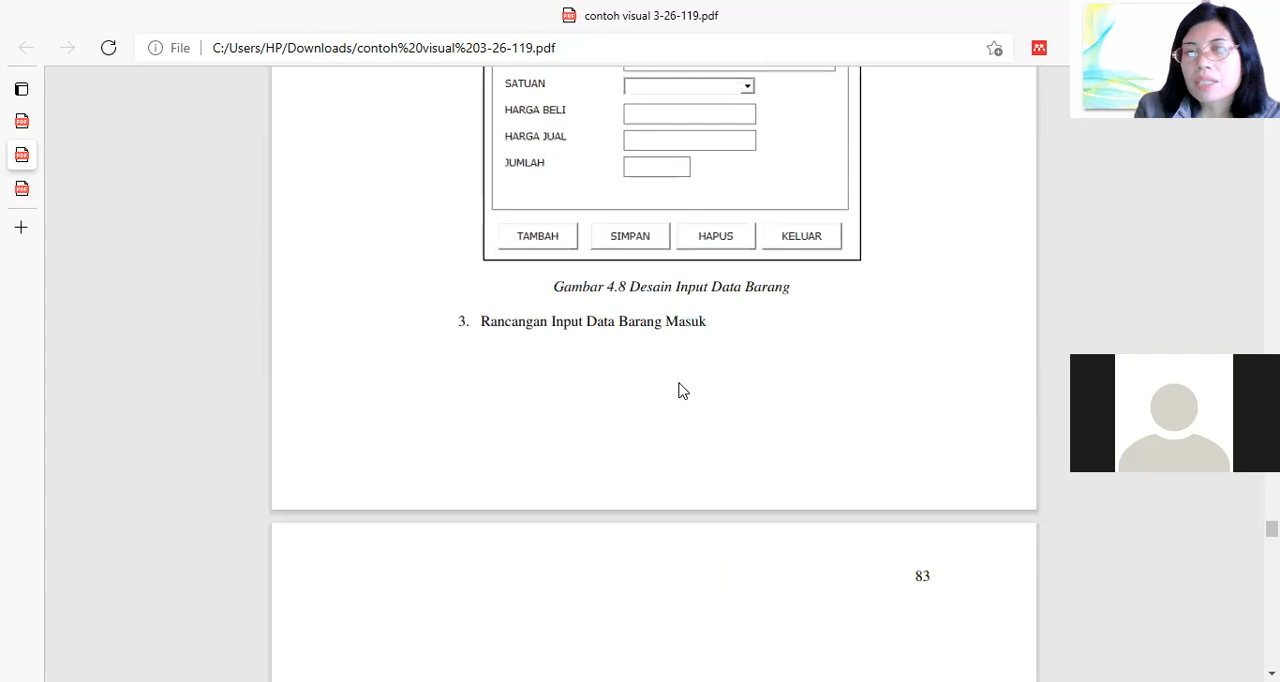 contoh visual 3-26-119.pdf
File
C:/Users/HP/Downloads/contoh%20visual%203-26-119.pdf
SATUAN
HARGA BELI
HARGA JUAL
JUMLAH
TAMBAH SIMPAN HAPUS KELUAR
Gambar 4.8 Desain Input Data Barang
3. Rancangan Input Data Barang Masuk
83